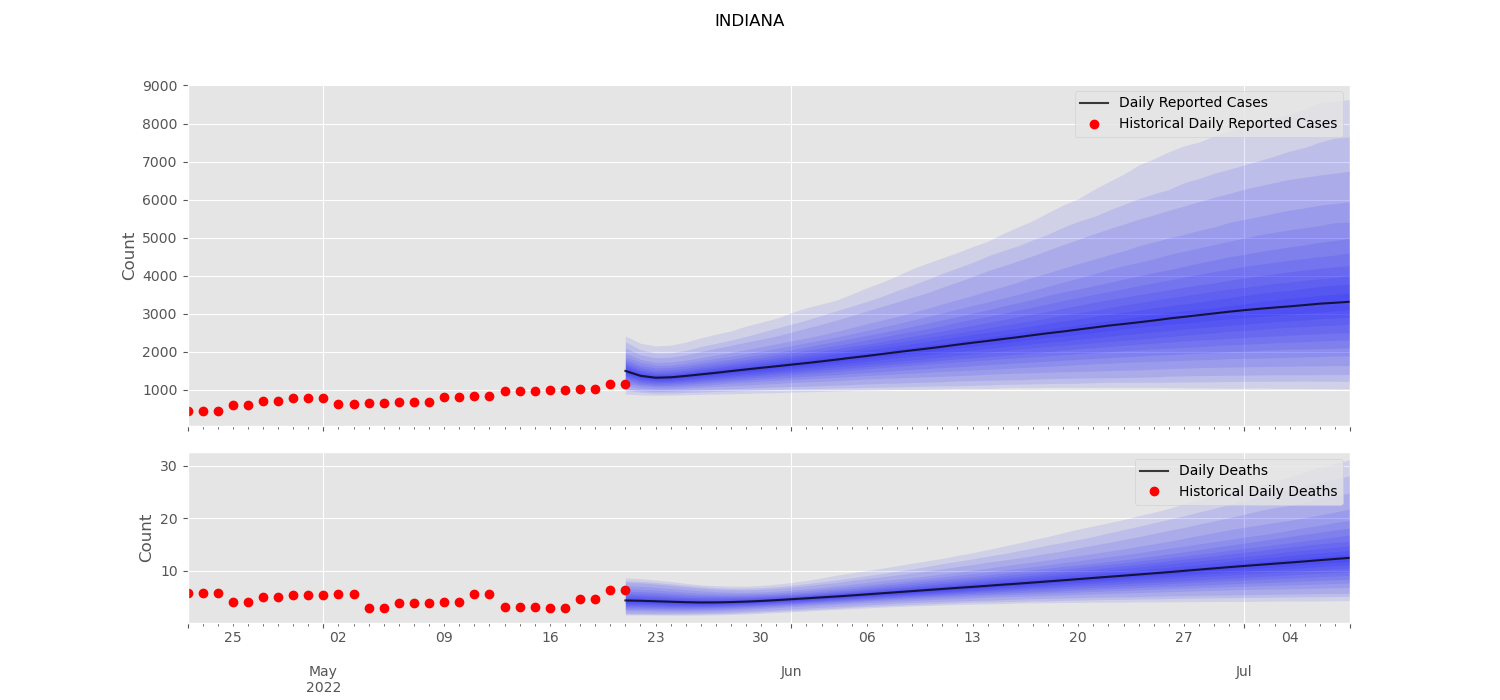 INDIANA
9000
8000
7000
6000
5000
4000
3000
2000
1000
Count
Daily Reported Cases
Historical Daily Reported Cases
30
20
10
Count
Daily Deaths
Historical Daily Deaths
25 02 09 16 23 30 06 13 20 27 04
May Jun Jul
2022